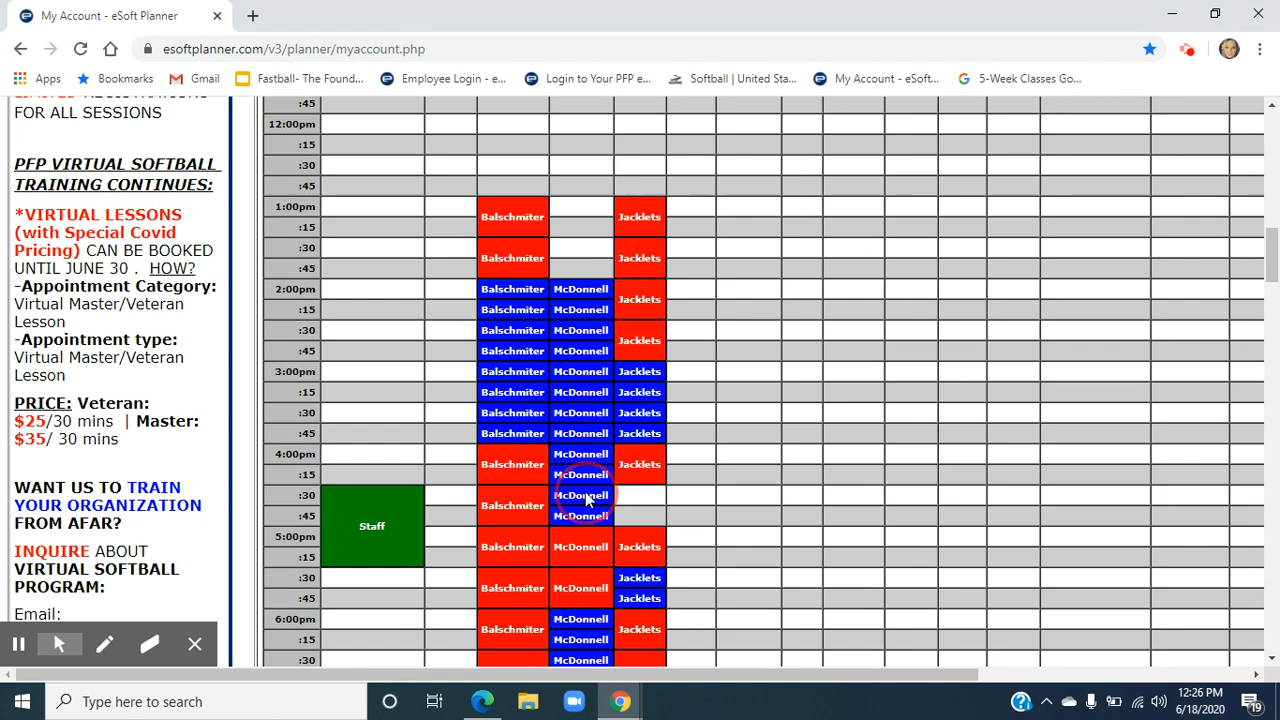 My Account - eSoft Planner
esoftplanner.com/v3/planner/myaccount.php
Apps Bookmarks Gmail Fastball- The Found... Employee Login - e... Login to Your PFP e... Softball | United Sta... My Account - eSoft... 5-Week Classes Go...
FOR ALL SESSIONS
PFP VIRTUAL SOFTBALL
TRAINING CONTINUES:
*VIRTUAL LESSONS
(with Special Covid
Pricing) CAN BE BOOKED
UNTIL JUNE 30 . HOW?
-Appointment Category:
Virtual Master/Veteran
Lesson
-Appointment type:
Virtual Master/Veteran
Lesson
PRICE: Veteran:
$25/30 mins | Master:
$35/ 30 mins
WANT US TO TRAIN
YOUR ORGANIZATION
FROM AFAR?
INQUIRE ABOUT
VIRTUAL SOFTBALL
PROGRAM:
Email:
:45
12:00pm
:15
:30
:45
1:00pm Balschmiter Jacklets
:15
:30 Balschmiter Jacklets
:45
2:00pm Balschmiter McDonnell Jacklets
:15 Balschmiter McDonnell
:30 Balschmiter McDonnell Jacklets
:45 Balschmiter McDonnell
3:00pm Balschmiter McDonnell Jacklets
:15 Balschmiter McDonnell Jacklets
:30 Balschmiter McDonnell Jacklets
:45 Balschmiter McDonnell Jacklets
4:00pm Balschmiter McDonnell Jacklets
:15 McDonnell
:30 Staff Balschmiter McDonnell
:45 McDonnell
5:00pm Balschmiter McDonnell Jacklets
:15
:30 Balschmiter McDonnell Jacklets
:45 Jacklets
6:00pm Balschmiter McDonnell Jacklets
:15 McDonnell
:30 McDonnell
Type here to search
12:26 PM
6/18/2020
19